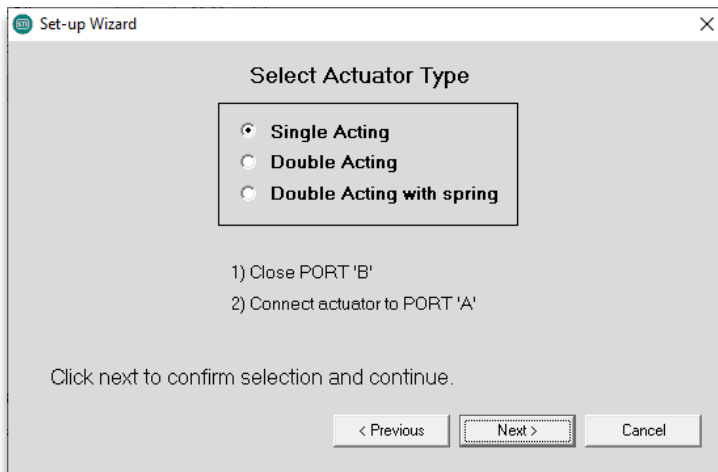 STI Set-up Wizard
Select Actuator Type
Single Acting
Double Acting
Double Acting with spring
1) Close PORT 'B'
2) Connect actuator to PORT 'A'
Click next to confirm selection and continue.
< Previous Next > Cancel